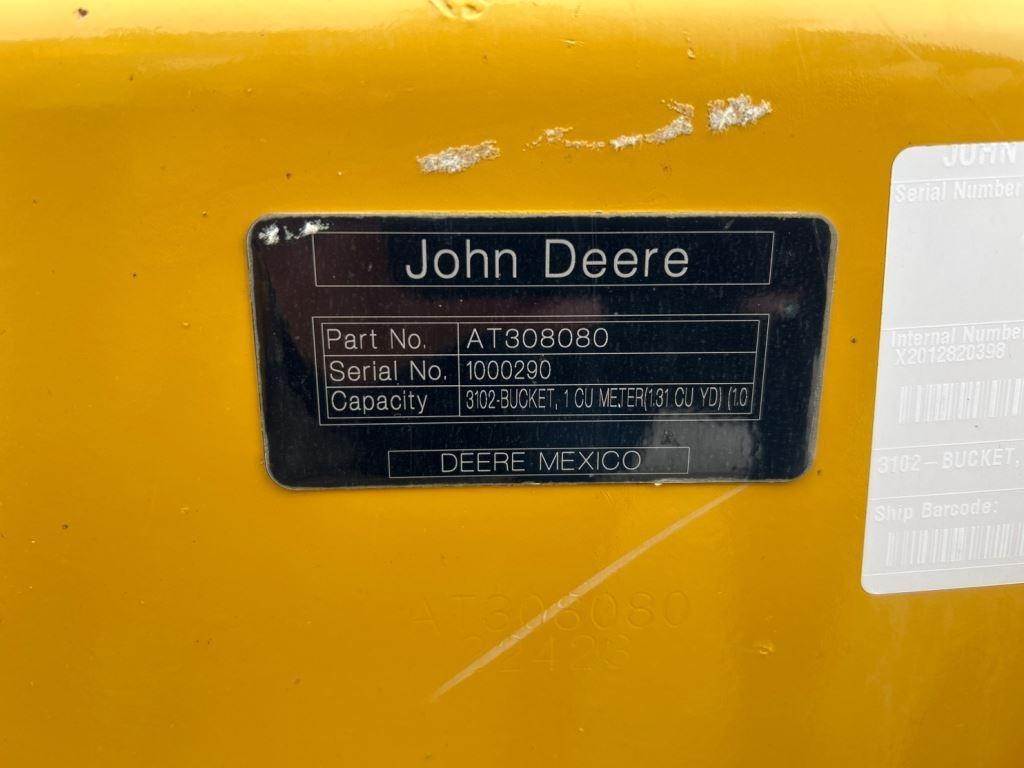 John Deere
Part No. AT308080
Serial No. 1000290
Capacity 3102-BUCKET, 1 CU METER(1.31 CU YD) (1.0
DEERE MEXICO
AT308080
JOHN
Serial Number
Internal Number
X2012820398
3102-BUCKET,
Ship Barcode: